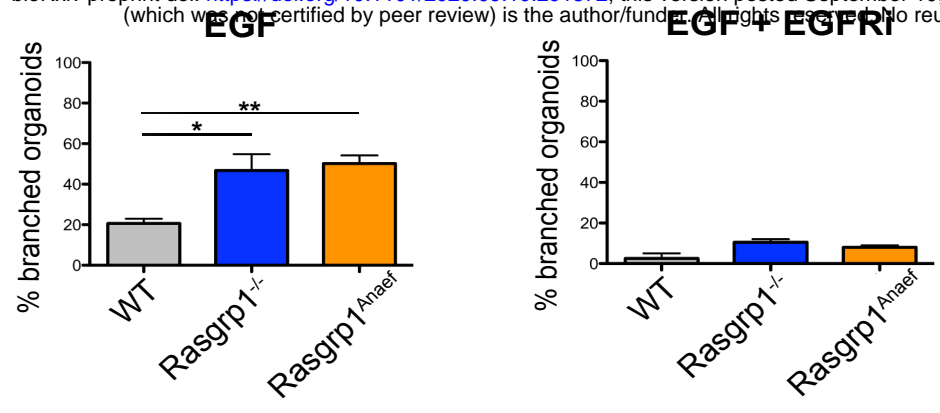 (which was not certified by peer review) is the author/funder. All rights reserved. No reu
EGF
% branched organoids
100
80
60
40
20
0
**
*
WT
Rasgrp1-/-
Rasgrp1Anaef
EGF + EGFRi
% branched organoids
100
80
60
40
20
0
WT
Rasgrp1-/-
Rasgrp1Anaef